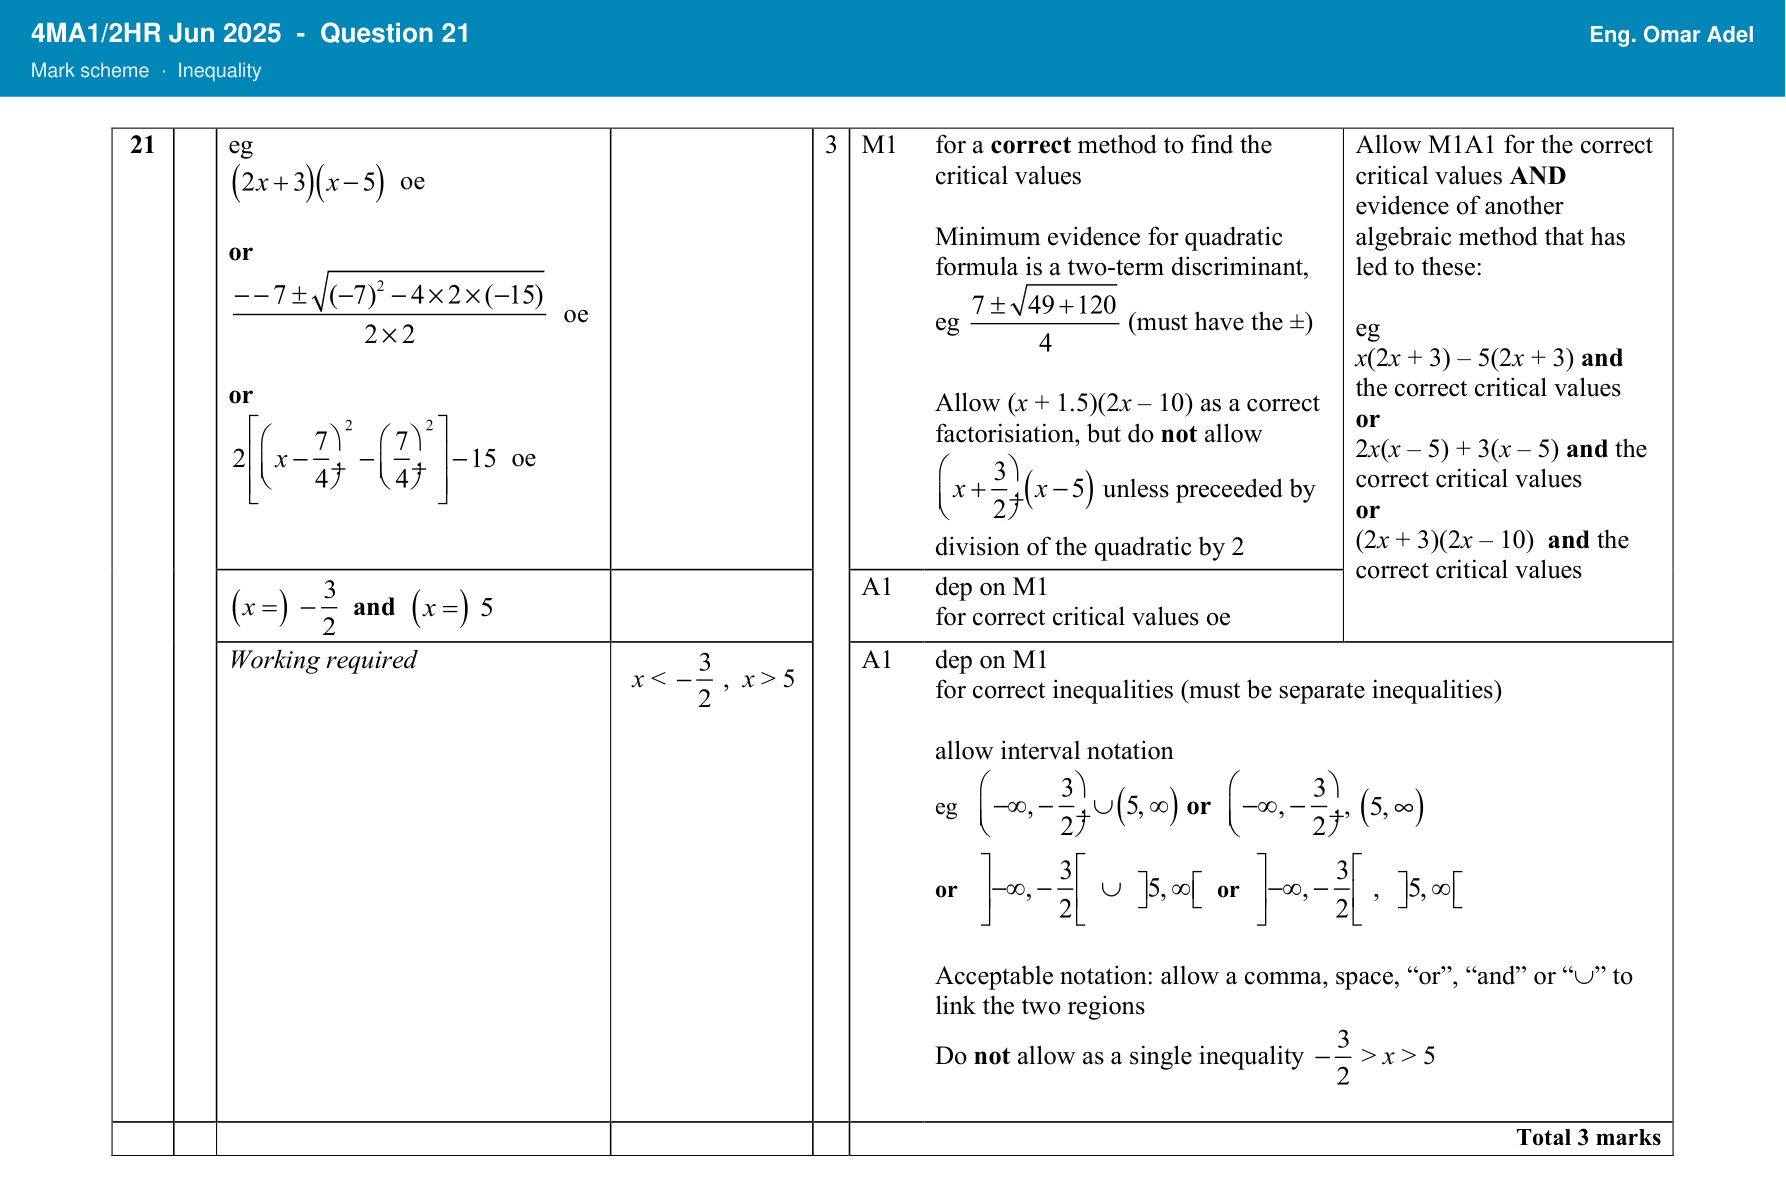 4MA1/2HR Jun 2025 - Question 21
Eng. Omar Adel
Mark scheme · Inequality
21
eg
(2x + 3)(x − 5) oe
or
(− − 7 ± √((−7)² − 4 × 2 × (−15))) / (2 × 2) oe
or
2[(x − 7/4)² − (7/4)²] − 15 oe
3
M1
for a correct method to find the
critical values
Minimum evidence for quadratic
formula is a two-term discriminant,
eg (7 ± √(49 + 120)) / 4 (must have the ±)
Allow (x + 1.5)(2x – 10) as a correct
factorisiation, but do not allow
(x + 3/2)(x − 5) unless preceeded by
division of the quadratic by 2
Allow M1A1 for the correct
critical values AND
evidence of another
algebraic method that has
led to these:
eg
x(2x + 3) – 5(2x + 3) and
the correct critical values
or
2x(x – 5) + 3(x – 5) and the
correct critical values
or
(2x + 3)(2x – 10) and the
correct critical values
(x =) − 3/2 and (x =) 5
A1
dep on M1
for correct critical values oe
Working required
x < − 3/2 , x > 5
A1
dep on M1
for correct inequalities (must be separate inequalities)
allow interval notation
eg (−∞, − 3/2) ∪ (5, ∞) or (−∞, − 3/2), (5, ∞)
or ]−∞, − 3/2[ ∪ ]5, ∞[ or ]−∞, − 3/2[ , ]5, ∞[
Acceptable notation: allow a comma, space, “or”, “and” or “∪” to
link the two regions
Do not allow as a single inequality − 3/2 > x > 5
Total 3 marks